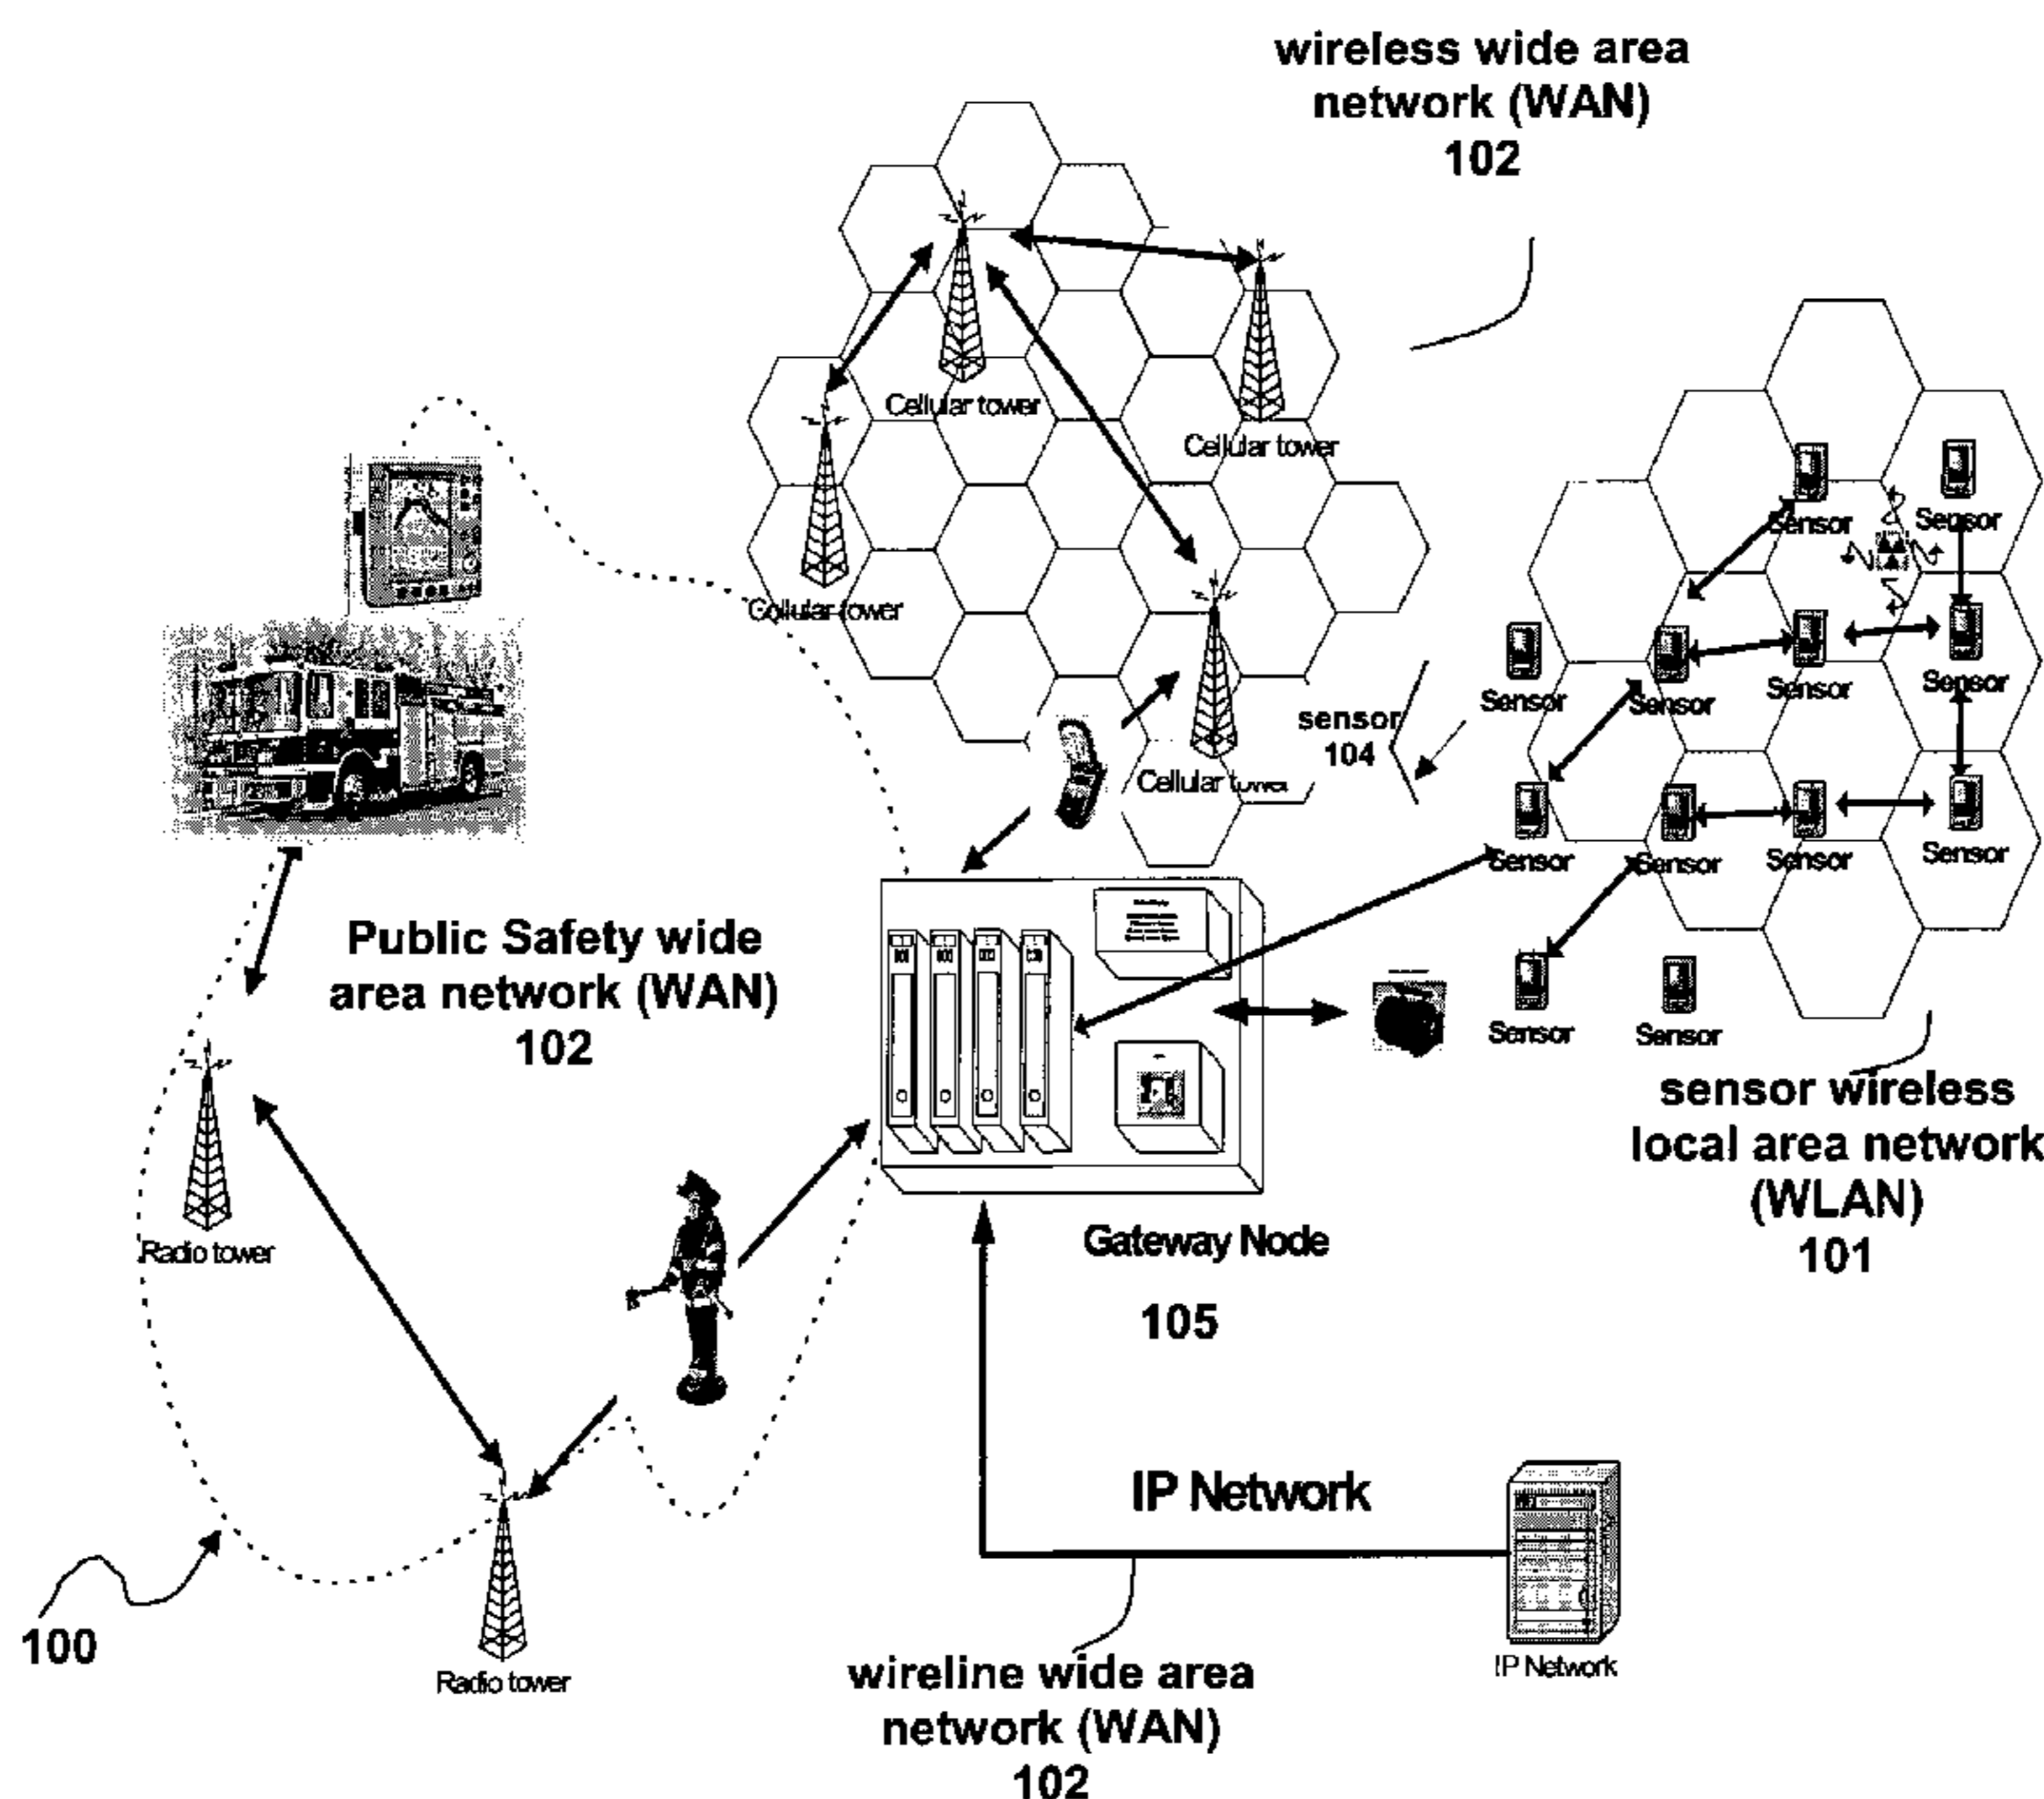 wireless wide area
network (WAN)
102
Cellular tower
Cellular tower
Cellular tower
sensor
104
Cellular tower
Sensor
Sensor
Sensor
Sensor
Sensor
Sensor
Sensor
Sensor
Sensor
Sensor
Sensor
Sensor
Public Safety wide
area network (WAN)
102
sensor wireless
local area network
(WLAN)
101
Radio tower
Gateway Node
105
IP Network
100
Radio tower
IP Network
wireline wide area
network (WAN)
102